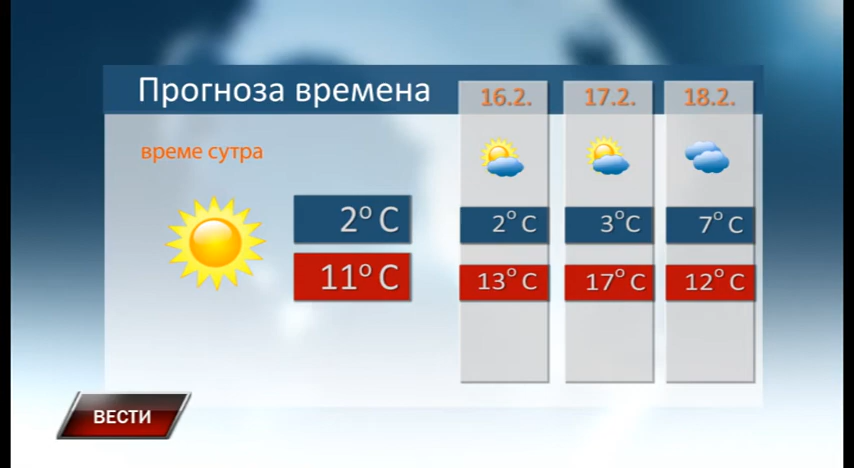 Прогноза времена
16.2. 17.2. 18.2.
време сутра
2° C
11° C
2° C 3°C 7° C
13° C 17° C 12° C
ВЕСТИ